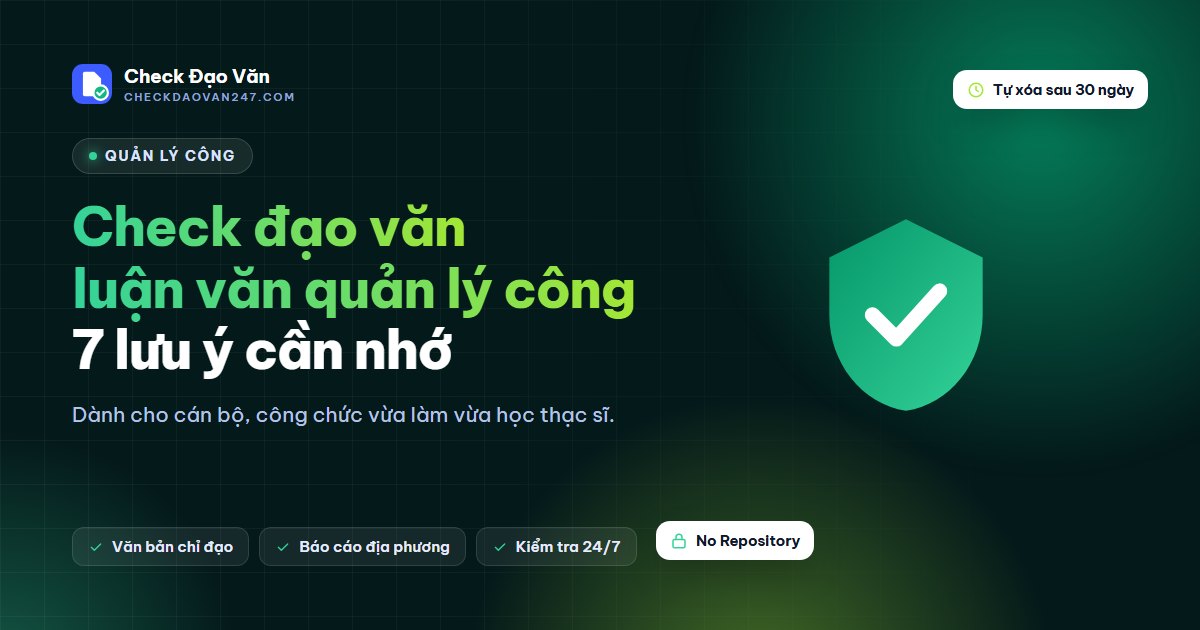 Check Đạo Văn
CHECKDAOVAN247.COM
Tự xóa sau 30 ngày
QUẢN LÝ CÔNG
Check đạo văn
luận văn quản lý công
7 lưu ý cần nhớ
Dành cho cán bộ, công chức vừa làm vừa học thạc sĩ.
Văn bản chỉ đạo
Báo cáo địa phương
Kiểm tra 24/7
No Repository